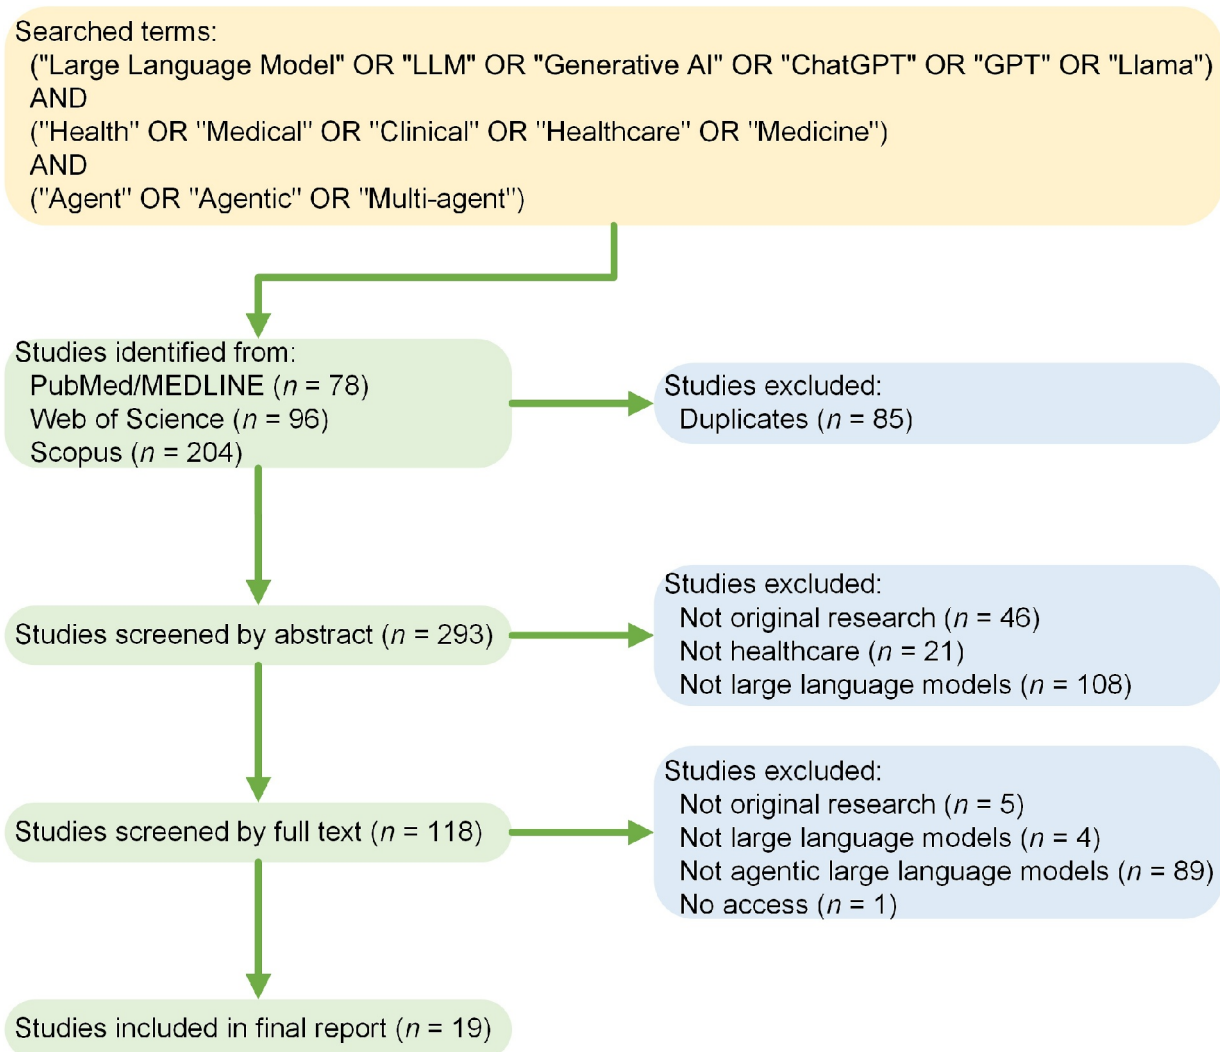 Searched terms:
("Large Language Model" OR "LLM" OR "Generative AI" OR "ChatGPT" OR "GPT" OR "Llama")
AND
("Health" OR "Medical" OR "Clinical" OR "Healthcare" OR "Medicine")
AND
("Agent" OR "Agentic" OR "Multi-agent")
Studies identified from:
PubMed/MEDLINE (n = 78)
Web of Science (n = 96)
Scopus (n = 204)
Studies excluded:
Duplicates (n = 85)
Studies screened by abstract (n = 293)
Studies excluded:
Not original research (n = 46)
Not healthcare (n = 21)
Not large language models (n = 108)
Studies screened by full text (n = 118)
Studies excluded:
Not original research (n = 5)
Not large language models (n = 4)
Not agentic large language models (n = 89)
No access (n = 1)
Studies included in final report (n = 19)